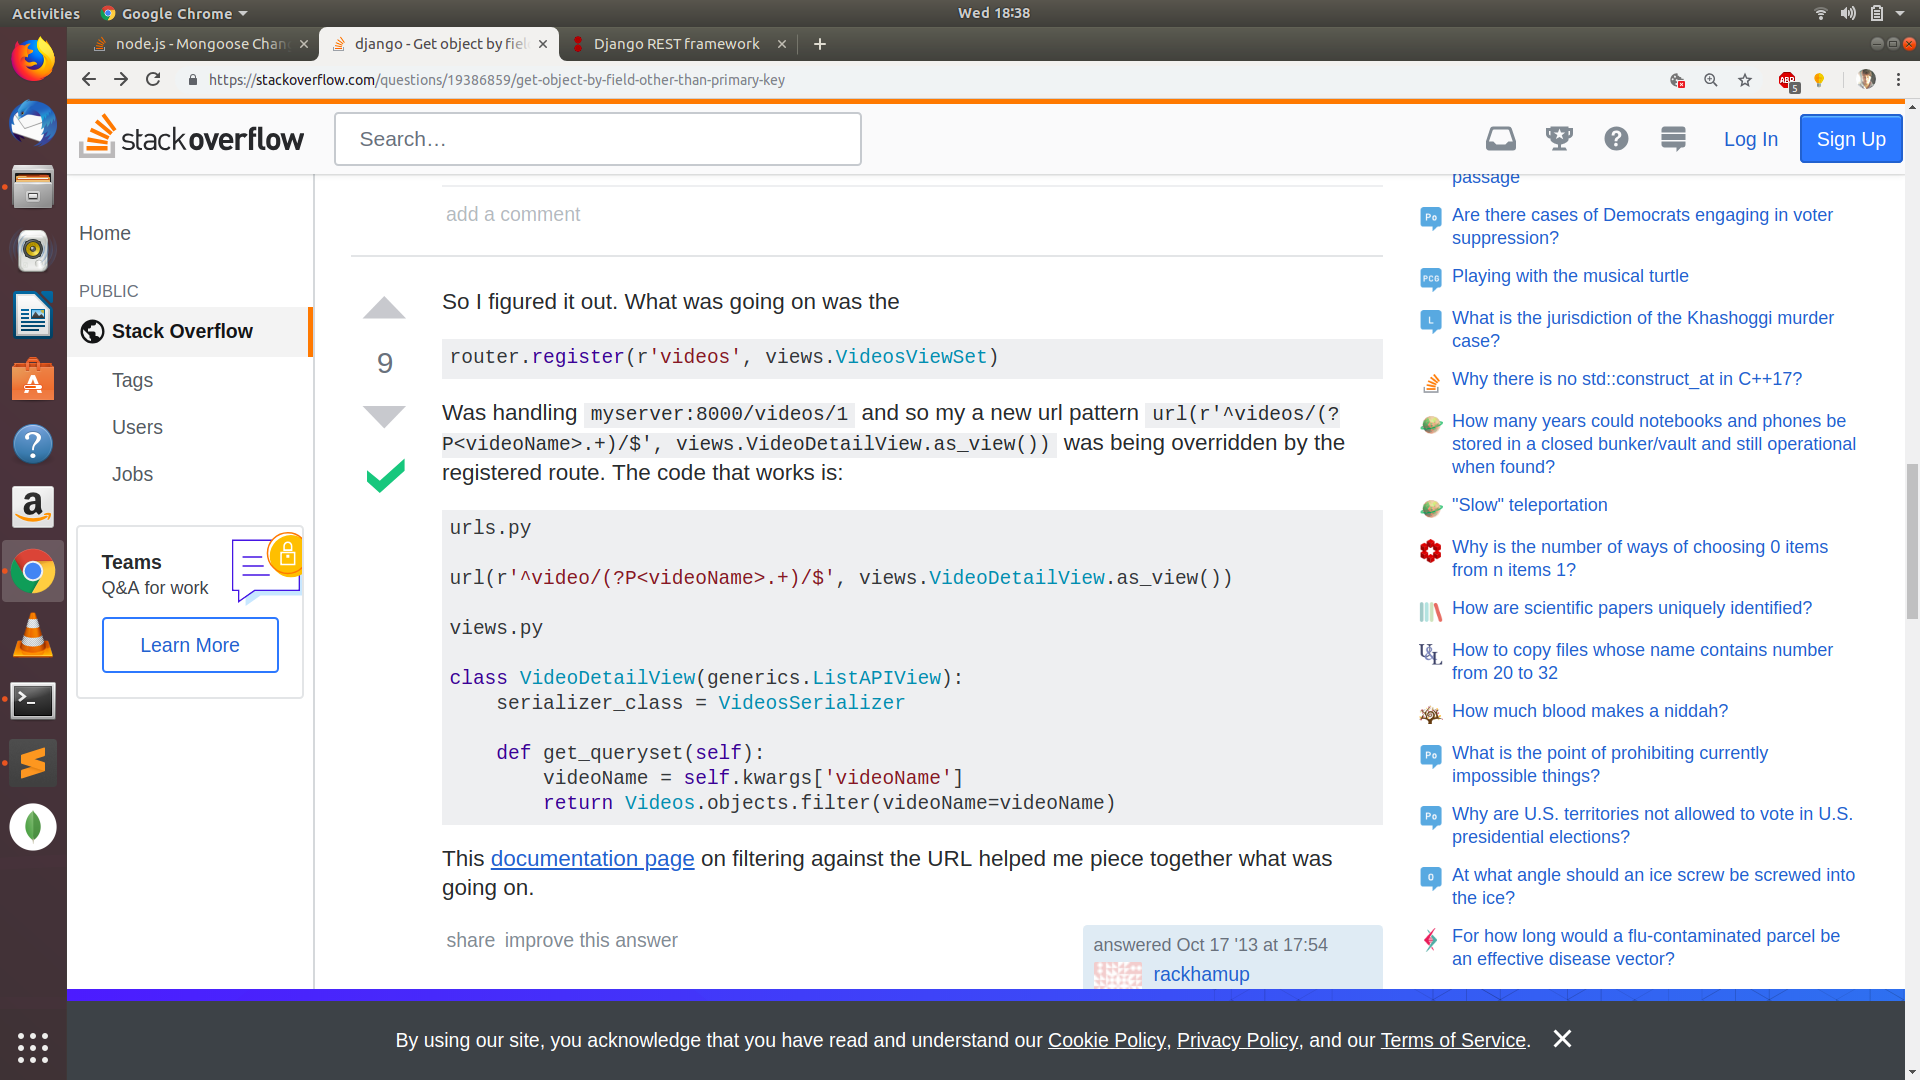 Activities Google Chrome Wed 18:38
node.js - Mongoose Chan django - Get object by fiel Django REST framework
https://stackoverflow.com/questions/19386859/get-object-by-field-other-than-primary-key
ABP 5
stackoverflow Search… Log In Sign Up
Home
PUBLIC
Stack Overflow
Tags
Users
Jobs
Teams
Q&A for work
Learn More
add a comment
So I figured it out. What was going on was the
9
router.register(r'videos', views.VideosViewSet)
Was handling myserver:8000/videos/1 and so my a new url pattern url(r'^videos/(?
P<videoName>.+)/$', views.VideoDetailView.as_view()) was being overridden by the
registered route. The code that works is:
urls.py
url(r'^video/(?P<videoName>.+)/$', views.VideoDetailView.as_view())
views.py
class VideoDetailView(generics.ListAPIView):
serializer_class = VideosSerializer
def get_queryset(self):
videoName = self.kwargs['videoName']
return Videos.objects.filter(videoName=videoName)
This documentation page on filtering against the URL helped me piece together what was
going on.
share improve this answer
answered Oct 17 '13 at 17:54
rackhamup
passage
Po Are there cases of Democrats engaging in voter
suppression?
PCG Playing with the musical turtle
L What is the jurisdiction of the Khashoggi murder
case?
Why there is no std::construct_at in C++17?
How many years could notebooks and phones be
stored in a closed bunker/vault and still operational
when found?
"Slow" teleportation
Why is the number of ways of choosing 0 items
from n items 1?
How are scientific papers uniquely identified?
U&L How to copy files whose name contains number
from 20 to 32
How much blood makes a niddah?
Po What is the point of prohibiting currently
impossible things?
Po Why are U.S. territories not allowed to vote in U.S.
presidential elections?
O At what angle should an ice screw be screwed into
the ice?
For how long would a flu-contaminated parcel be
an effective disease vector?
By using our site, you acknowledge that you have read and understand our Cookie Policy, Privacy Policy, and our Terms of Service.